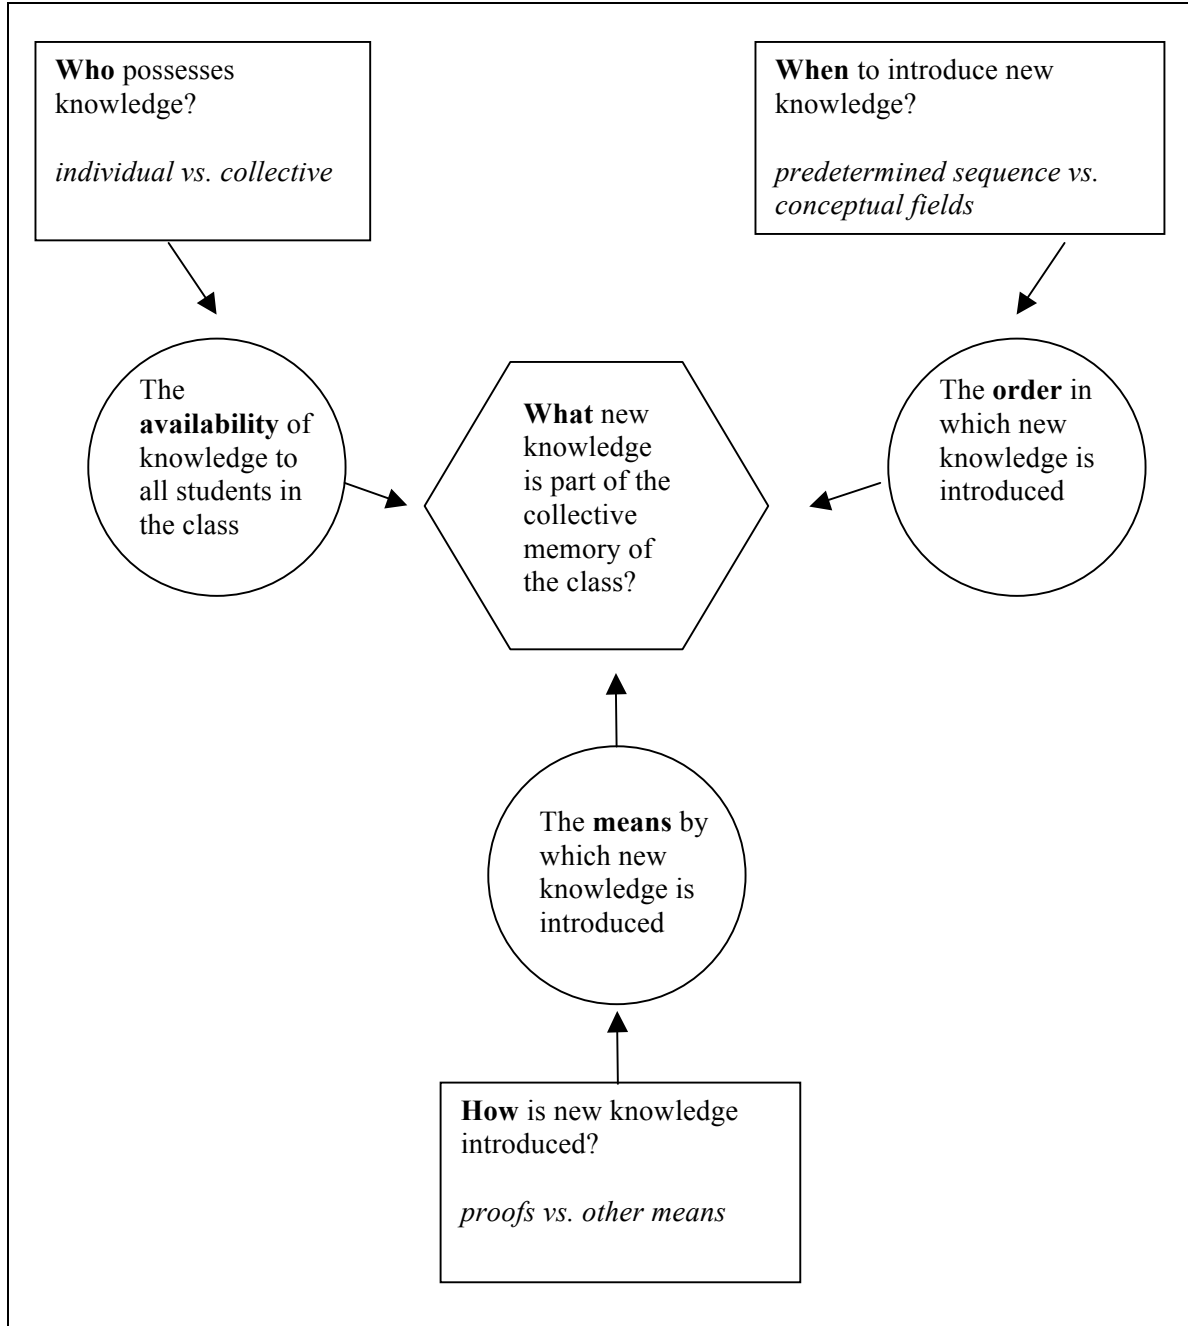 Who possesses
knowledge?
individual vs. collective
When to introduce new
knowledge?
predetermined sequence vs.
conceptual fields
The
availability of
knowledge to
all students in
the class
What new
knowledge
is part of the
collective
memory of
the class?
The order in
which new
knowledge is
introduced
The means by
which new
knowledge is
introduced
How is new knowledge
introduced?
proofs vs. other means